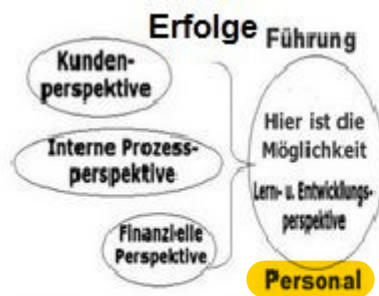 Erfolge
Führung
Kunden-
perspektive
Interne Prozess-
perspektive
Finanzielle
Perspektive
Hier ist die
Möglichkeit
Lern- u. Entwicklungs-
perspektive
Personal